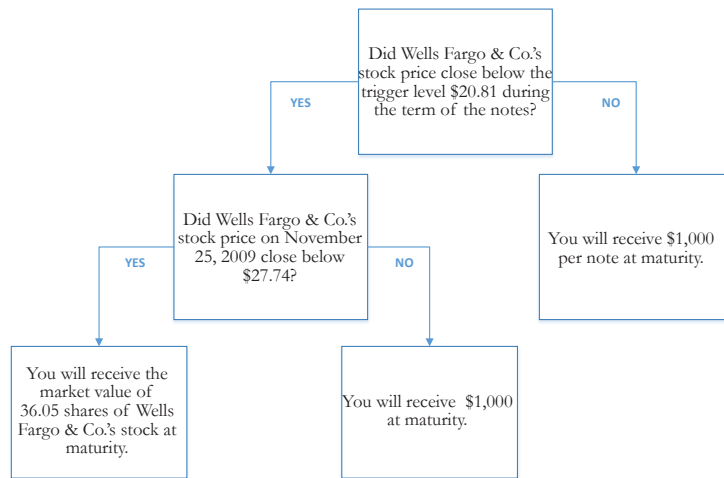 Did Wells Fargo & Co.'s
stock price close below the
trigger level $20.81 during
the term of the notes?
YES
NO
Did Wells Fargo & Co.'s
stock price on November
25, 2009 close below
$27.74?
You will receive $1,000
per note at maturity.
YES
NO
You will receive the
market value of
36.05 shares of Wells
Fargo & Co.'s stock at
maturity.
You will receive $1,000
at maturity.